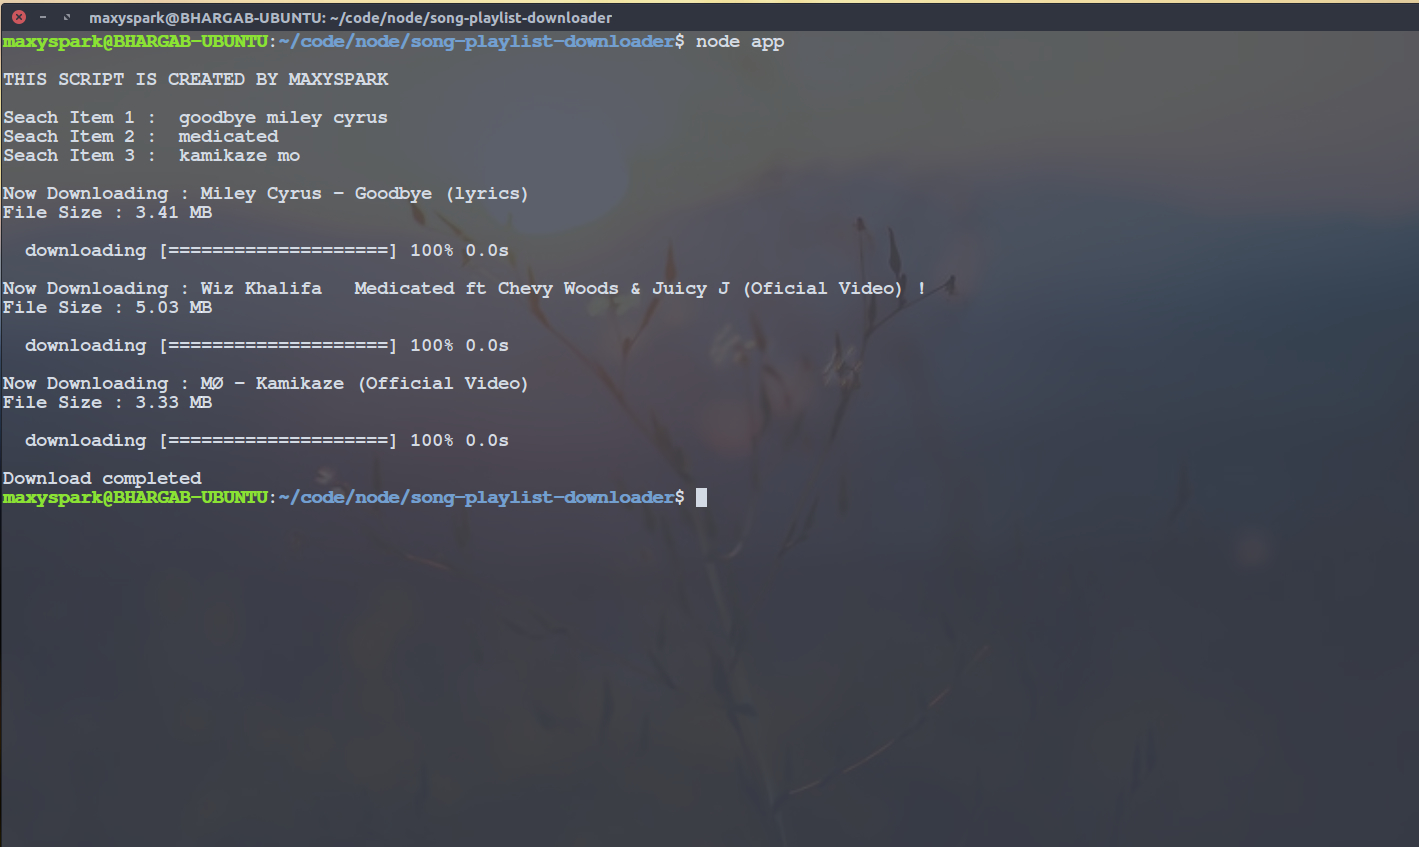 maxyspark@BHARGAB-UBUNTU: ~/code/node/song-playlist-downloader
maxyspark@BHARGAB-UBUNTU:~/code/node/song-playlist-downloader$ node app
THIS SCRIPT IS CREATED BY MAXYSPARK
Seach Item 1 :  goodbye miley cyrus
Seach Item 2 :  medicated
Seach Item 3 :  kamikaze mo
Now Downloading : Miley Cyrus - Goodbye (lyrics)
File Size : 3.41 MB
downloading [====================] 100% 0.0s
Now Downloading : Wiz Khalifa   Medicated ft Chevy Woods & Juicy J (Oficial Video) !
File Size : 5.03 MB
downloading [====================] 100% 0.0s
Now Downloading : MØ - Kamikaze (Official Video)
File Size : 3.33 MB
downloading [====================] 100% 0.0s
Download completed
maxyspark@BHARGAB-UBUNTU:~/code/node/song-playlist-downloader$